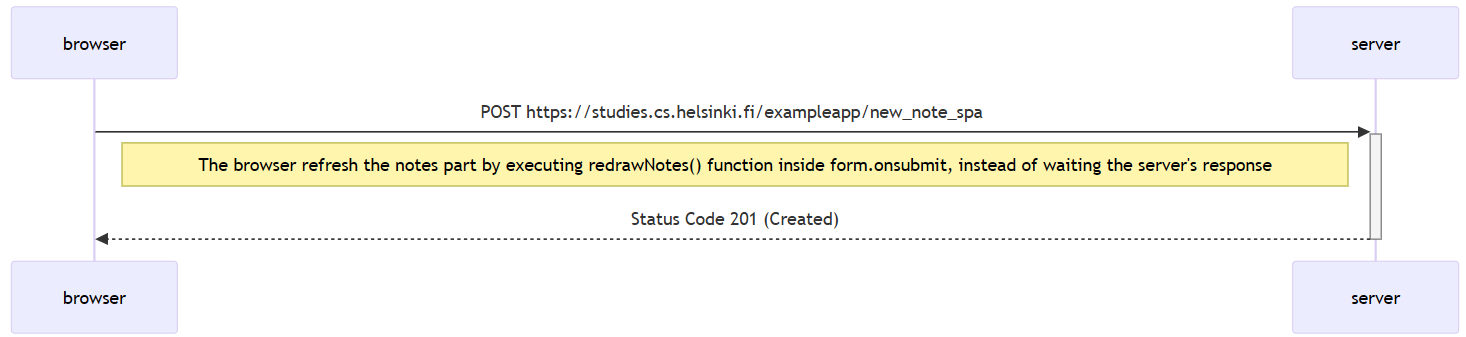 browser
server
POST https://studies.cs.helsinki.fi/exampleapp/new_note_spa
The browser refresh the notes part by executing redrawNotes() function inside form.onsubmit, instead of waiting the server's response
Status Code 201 (Created)
browser
server